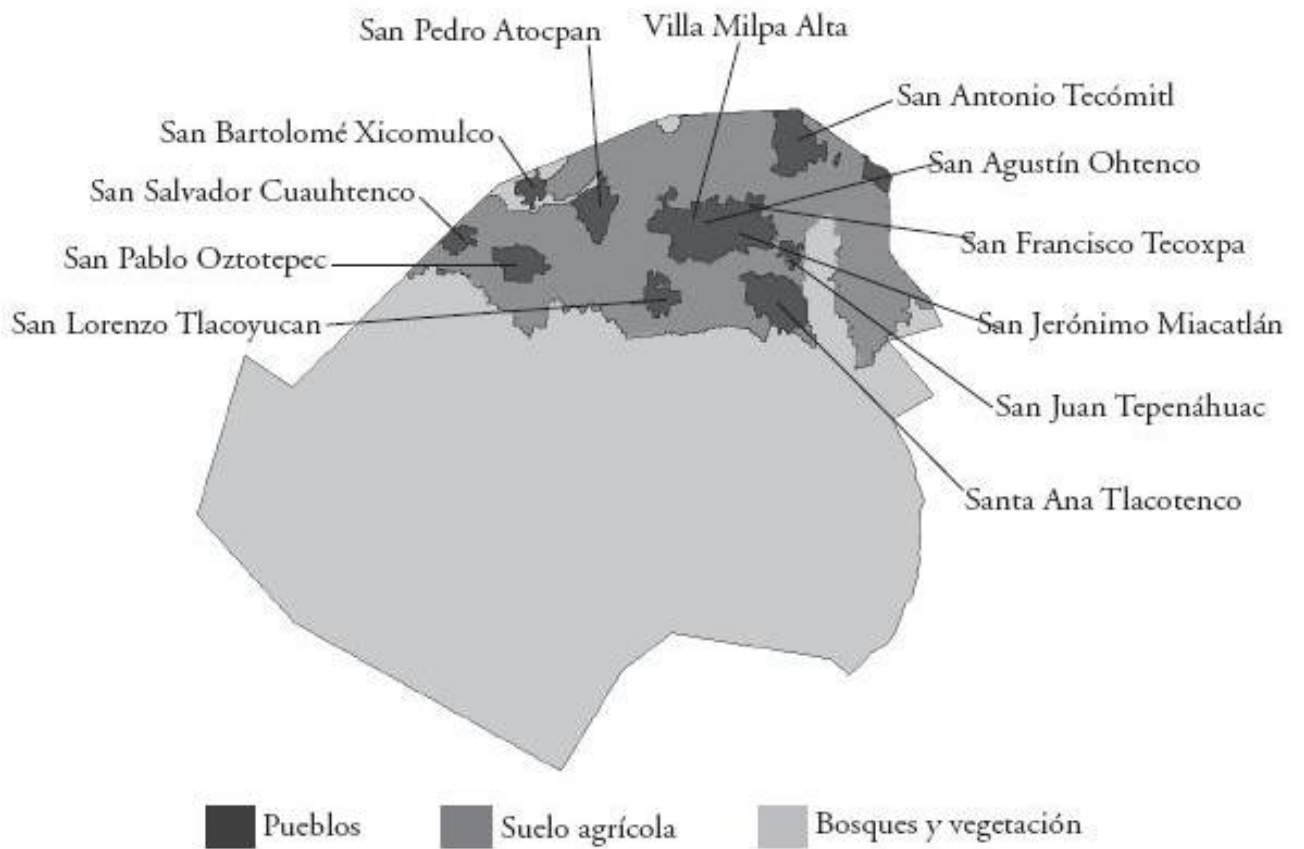 San Pedro Atocpan
Villa Milpa Alta
San Antonio Tecómitl
San Bartolomé Xicomulco
San Agustín Ohtenco
San Salvador Cuauhtenco
San Francisco Tecoxpa
San Pablo Oztotepec
San Lorenzo Tlacoyucan
San Jerónimo Miacatlán
San Juan Tepenáhuac
Santa Ana Tlacotenco
Pueblos
Suelo agrícola
Bosques y vegetación